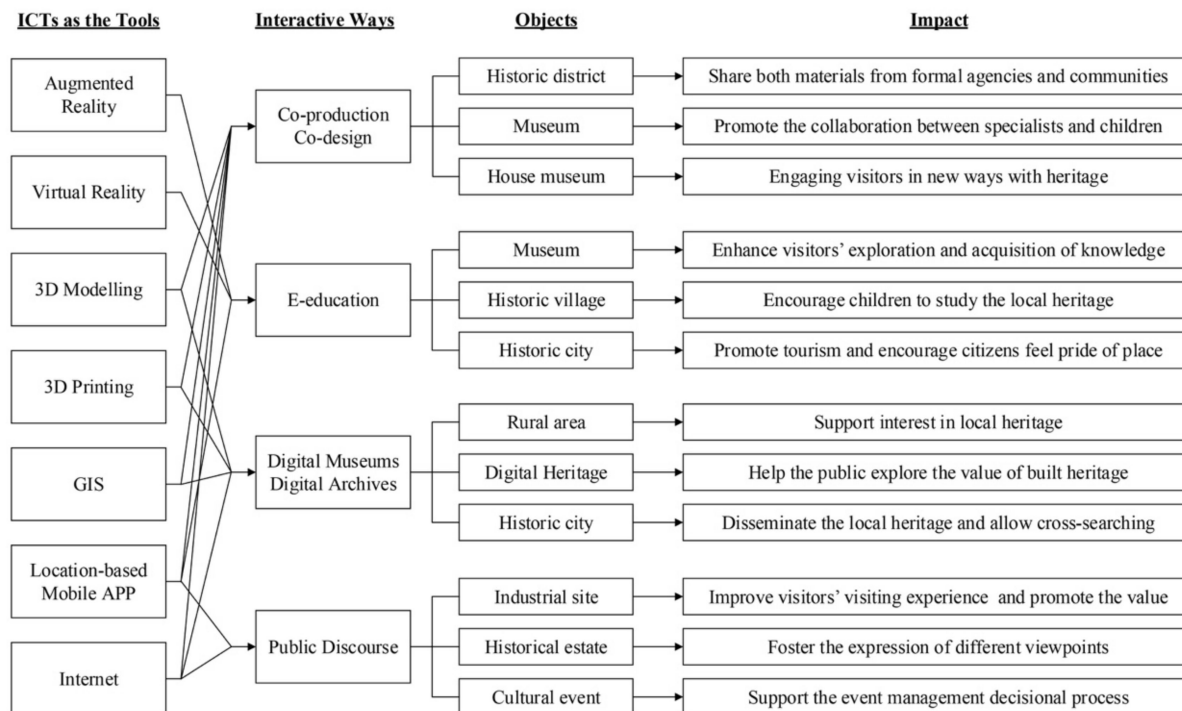 ICTs as the Tools
Interactive Ways
Objects
Impact
Augmented
Reality
Virtual Reality
3D Modelling
3D Printing
GIS
Location-based
Mobile APP
Internet
Co-production
Co-design
E-education
Digital Museums
Digital Archives
Public Discourse
Historic district
Share both materials from formal agencies and communities
Museum
Promote the collaboration between specialists and children
House museum
Engaging visitors in new ways with heritage
Museum
Enhance visitors’ exploration and acquisition of knowledge
Historic village
Encourage children to study the local heritage
Historic city
Promote tourism and encourage citizens feel pride of place
Rural area
Support interest in local heritage
Digital Heritage
Help the public explore the value of built heritage
Historic city
Disseminate the local heritage and allow cross-searching
Industrial site
Improve visitors’ visiting experience and promote the value
Historical estate
Foster the expression of different viewpoints
Cultural event
Support the event management decisional process